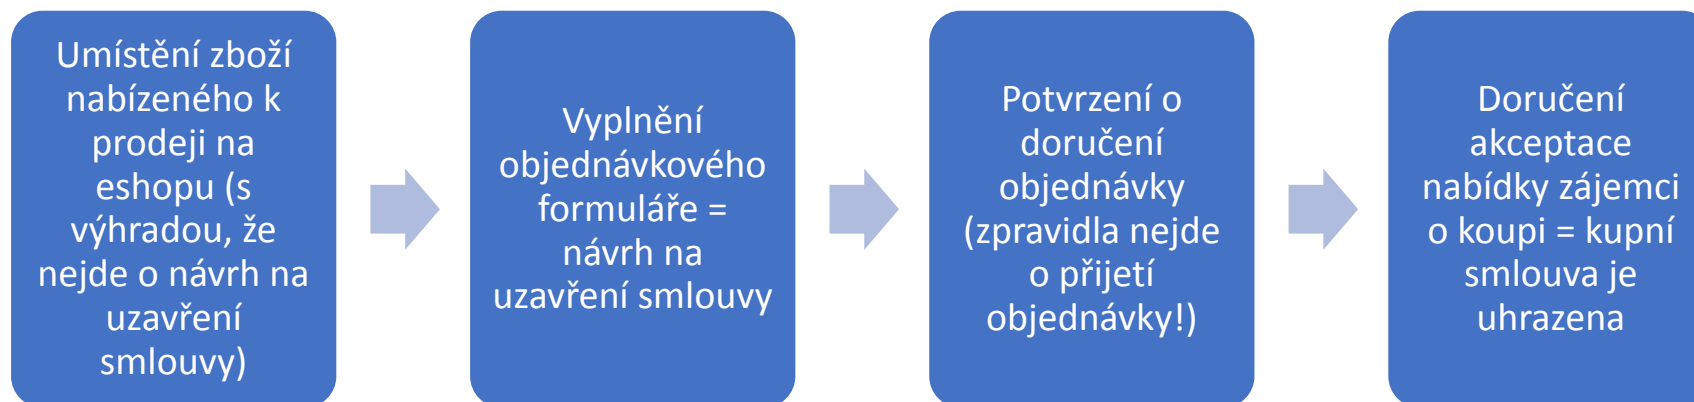 Umístění zboží
nabízeného k
prodeji na
eshopu (s
výhradou, že
nejde o návrh na
uzavření
smlouvy)
Vyplnění
objednávkového
formuláře =
návrh na
uzavření smlouvy
Potvrzení o
doručení
objednávky
(zpravidla nejde
o přijetí
objednávky!)
Doručení
akceptace
nabídky zájemci
o koupi = kupní
smlouva je
uhrazena